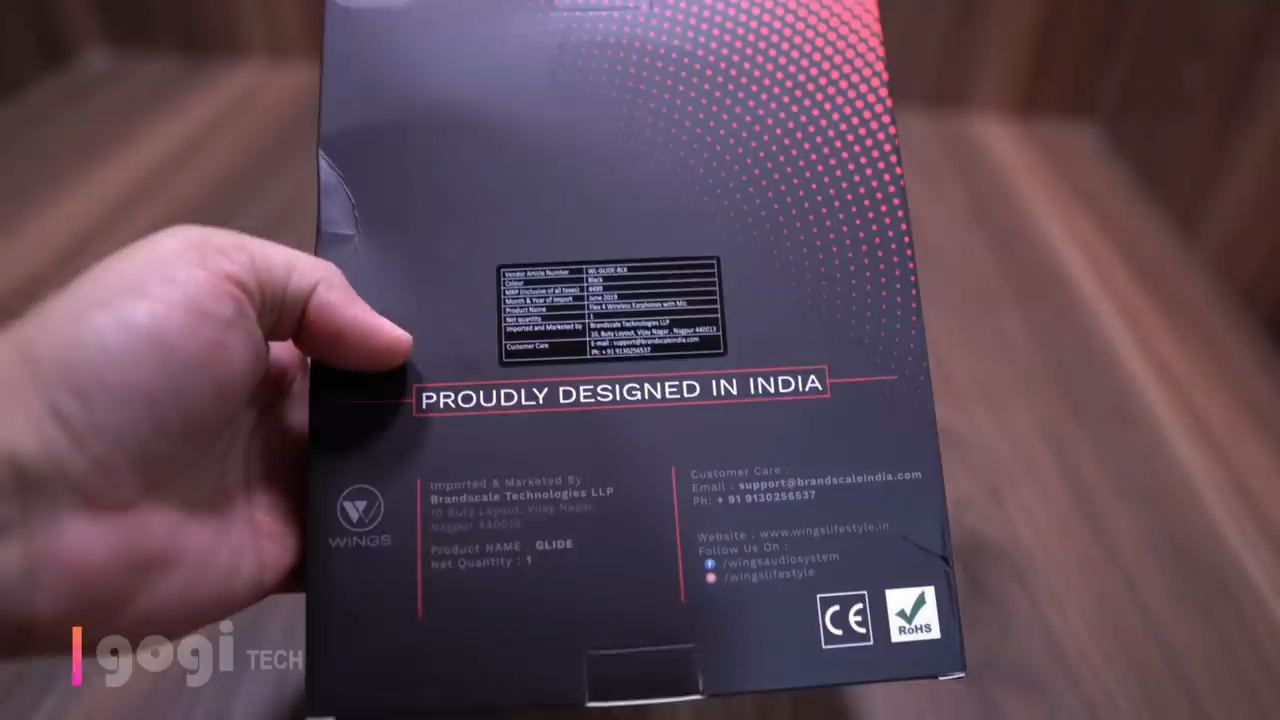 Vendor Article Number WL-GLIDE-BLK
Colour Black
MRP (Inclusive of all taxes) 4499
Month & Year of Import June 2019
Product Name Flex 4 Wireless Earphones with Mic
Net quantity 1
Imported and Marketed by Brandscale Technologies LLP
10, Buty Layout, Vijay Nagar, Nagpur 440013
Customer Care E-mail : support@brandscaleindia.com
Ph: + 91 9130256537
PROUDLY DESIGNED IN INDIA
WINGS
Imported & Marketed By
Brandscale Technologies LLP
10 Buty Layout, Vijay Nagar,
Nagpur 440013
Product NAME : GLIDE
Net Quantity : 1
Customer Care :
Email : support@brandscaleindia.com
Ph: + 91 9130256537
Website : www.wingslifestyle.in
Follow Us On :
/wingsaudiosystem
/wingslifestyle
CE
RoHS
gogi TECH